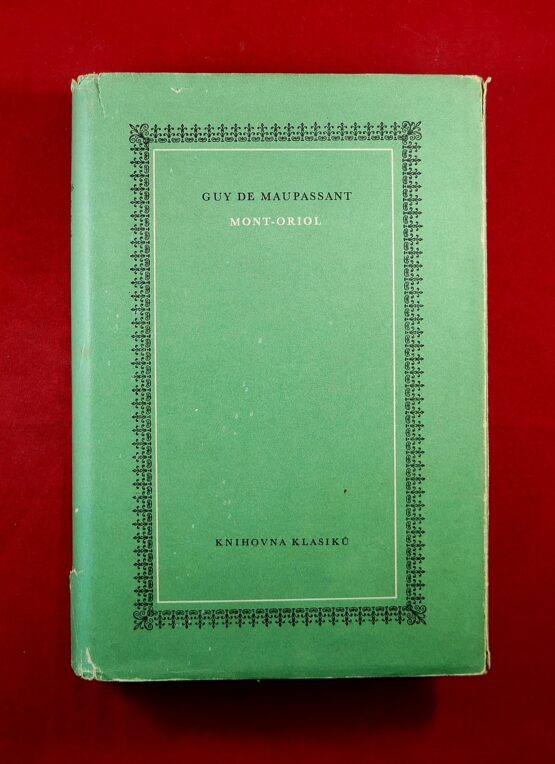 GUY DE MAUPASSANT
MONT-ORIOL
KNIHOVNA KLASIKŮ